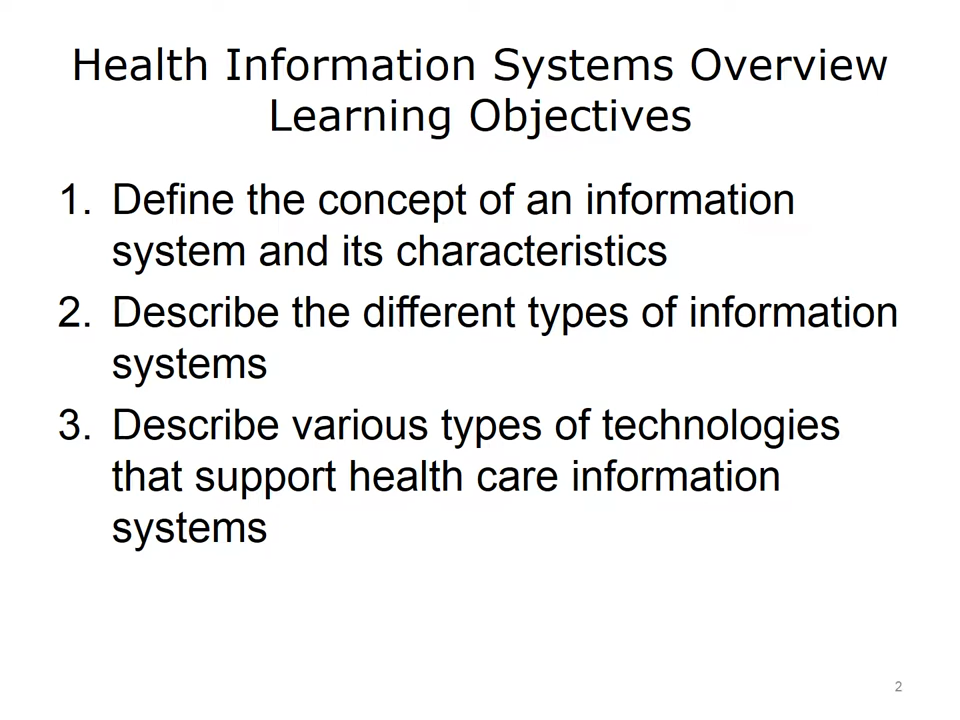 Health Information Systems Overview
Learning Objectives
1. Define the concept of an information
system and its characteristics
2. Describe the different types of information
systems
3. Describe various types of technologies
that support health care information
systems
2